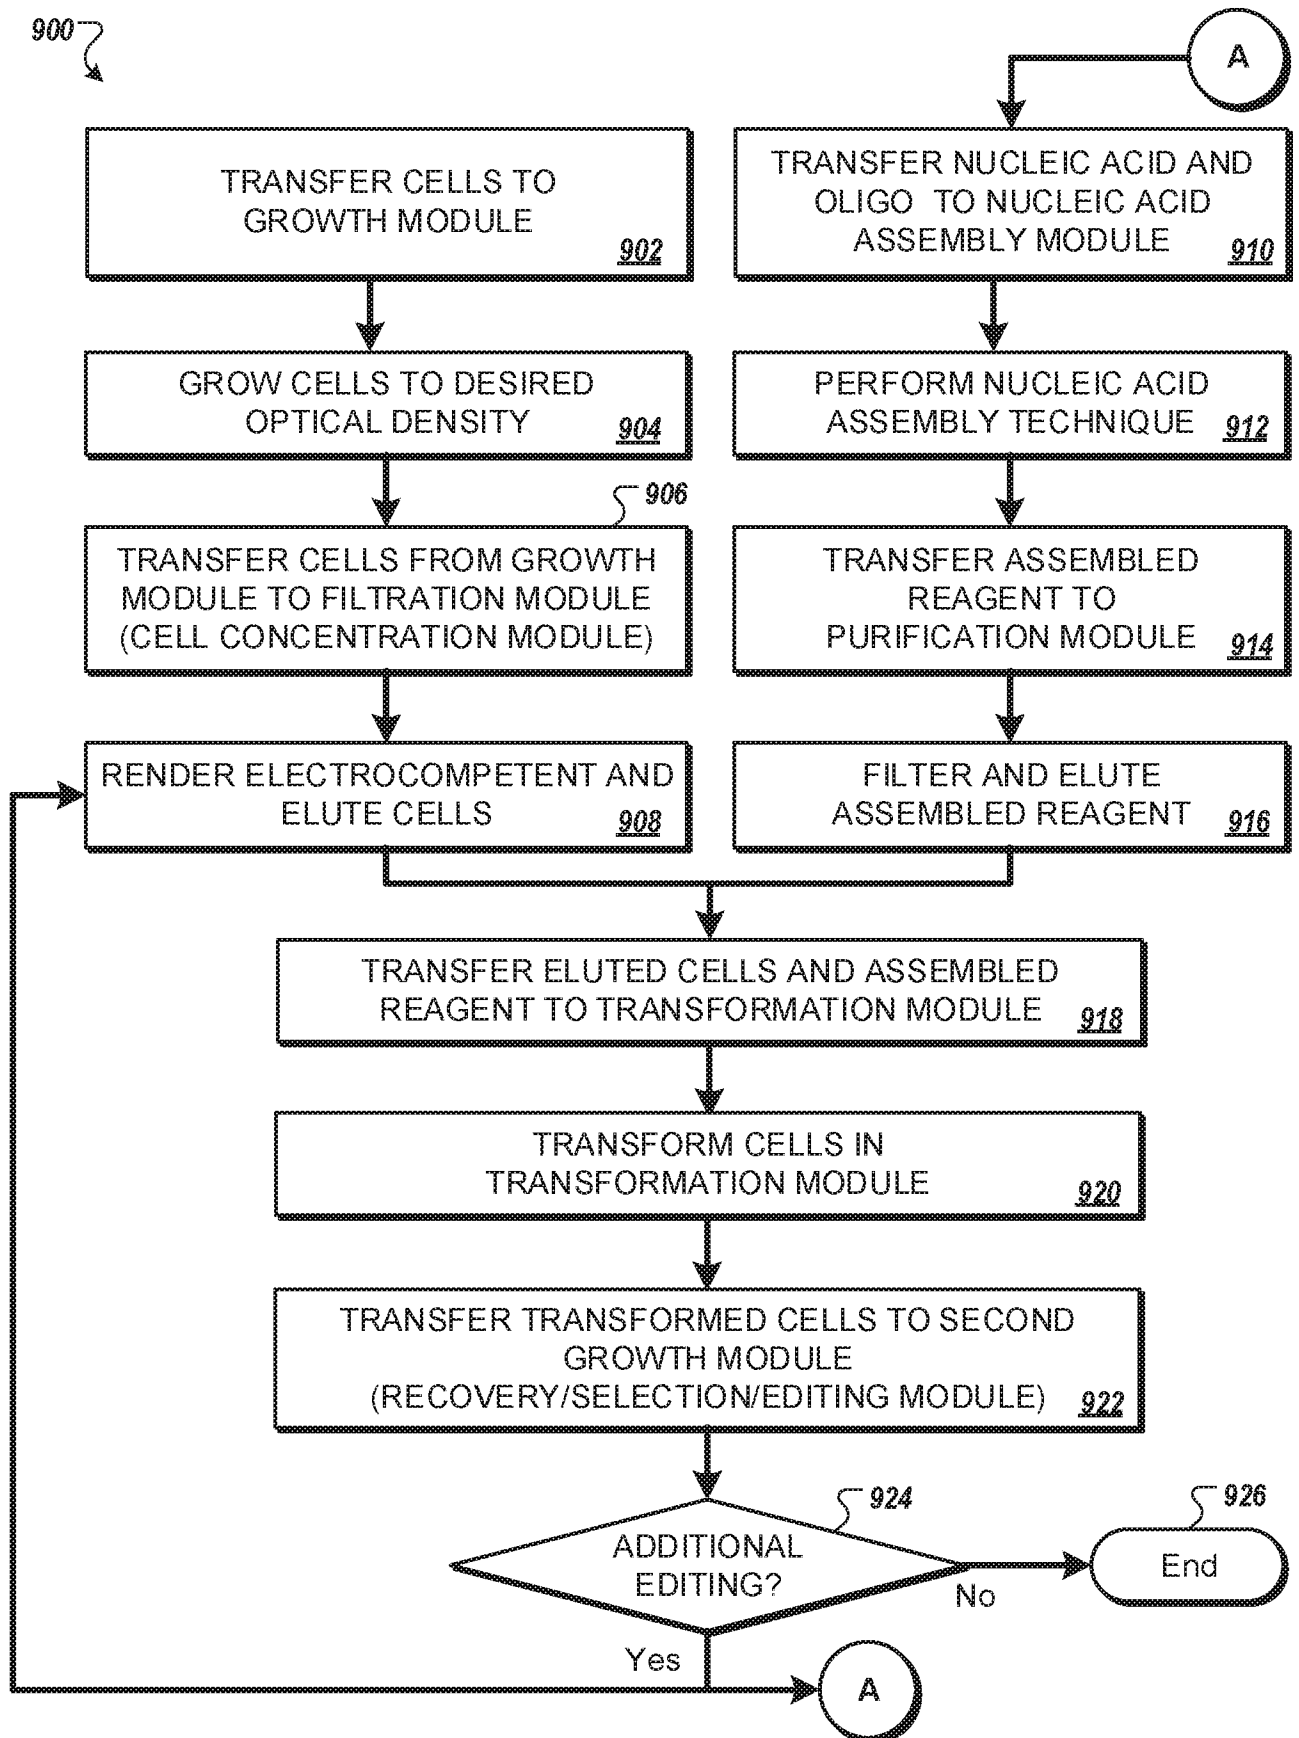 900
A
TRANSFER CELLS TO
GROWTH MODULE
902
TRANSFER NUCLEIC ACID AND
OLIGO TO NUCLEIC ACID
ASSEMBLY MODULE
910
GROW CELLS TO DESIRED
OPTICAL DENSITY
904
PERFORM NUCLEIC ACID
ASSEMBLY TECHNIQUE
912
906
TRANSFER CELLS FROM GROWTH
MODULE TO FILTRATION MODULE
(CELL CONCENTRATION MODULE)
TRANSFER ASSEMBLED
REAGENT TO
PURIFICATION MODULE
914
RENDER ELECTROCOMPETENT AND
ELUTE CELLS
908
FILTER AND ELUTE
ASSEMBLED REAGENT
916
TRANSFER ELUTED CELLS AND ASSEMBLED
REAGENT TO TRANSFORMATION MODULE
918
TRANSFORM CELLS IN
TRANSFORMATION MODULE
920
TRANSFER TRANSFORMED CELLS TO SECOND
GROWTH MODULE
(RECOVERY/SELECTION/EDITING MODULE)
922
924
ADDITIONAL
EDITING?
926
End
No
Yes
A